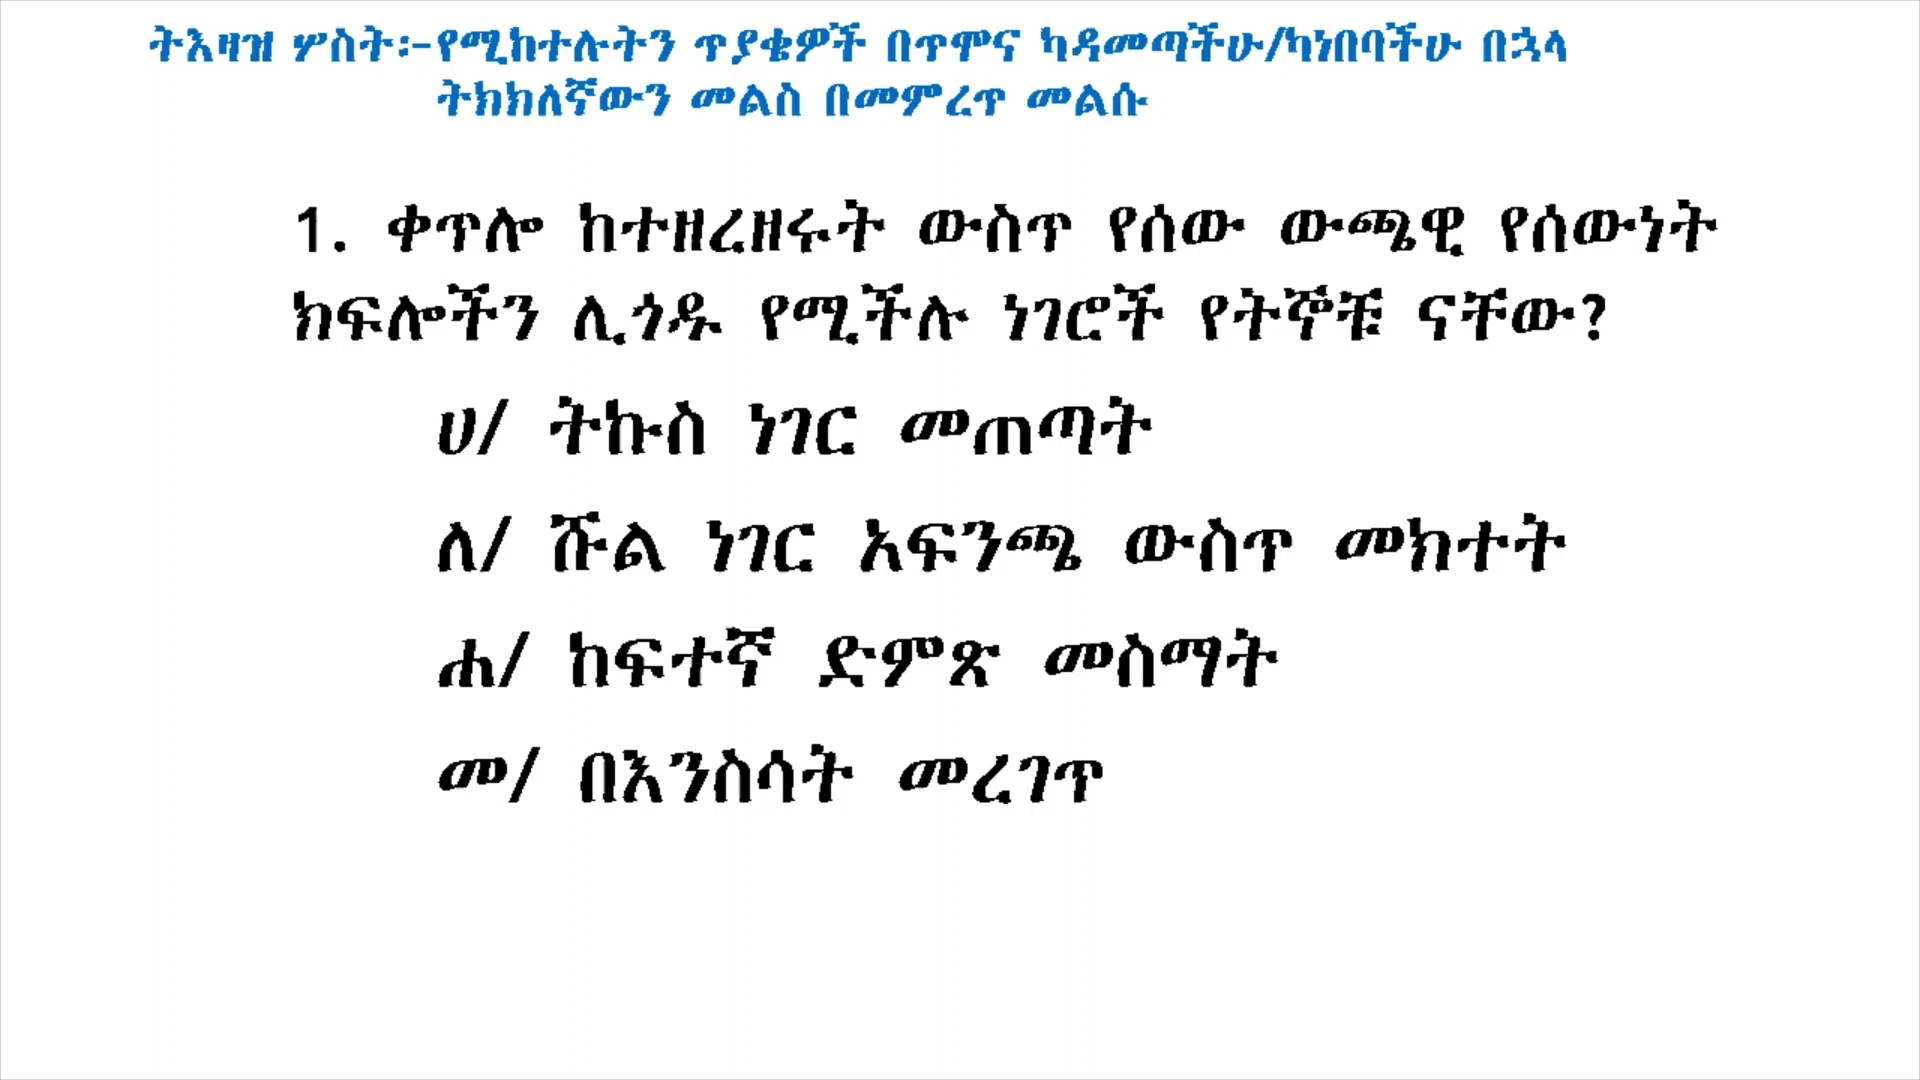 ትእዛዝ ሦስት፡-የሚከተሉትን ጥያቄዎች በጥሞና ካዳመጣችሁ/ካነበባችሁ በኋላ
ትክክለኛውን መልስ በመምረጥ መልሱ
1. ቀጥሎ ከተዘረዘሩት ውስጥ የሰው ውጫዊ የሰውነት
ክፍሎችን ሊጎዱ የሚችሉ ነገሮች የትኞቹ ናቸው?
ሀ/ ትኩስ ነገር መጠጣት
ለ/ ሹል ነገር አፍንጫ ውስጥ መክተት
ሐ/ ከፍተኛ ድምጽ መስማት
መ/ በእንስሳት መረገጥ